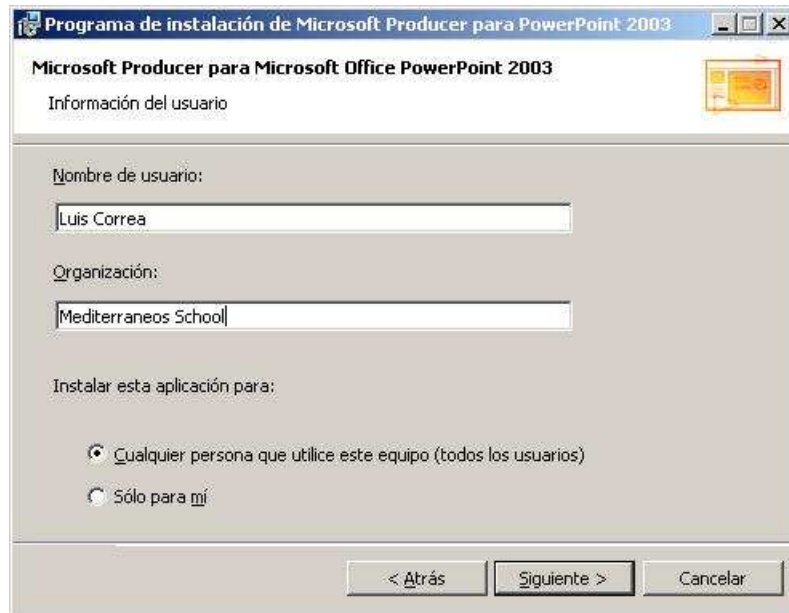 Programa de instalación de Microsoft Producer para PowerPoint 2003
Microsoft Producer para Microsoft Office PowerPoint 2003
Información del usuario
Nombre de usuario:
Luis Correa
Organización:
Mediterraneos School
Instalar esta aplicación para:
Cualquier persona que utilice este equipo (todos los usuarios)
Sólo para mí
< Atrás
Siguiente >
Cancelar